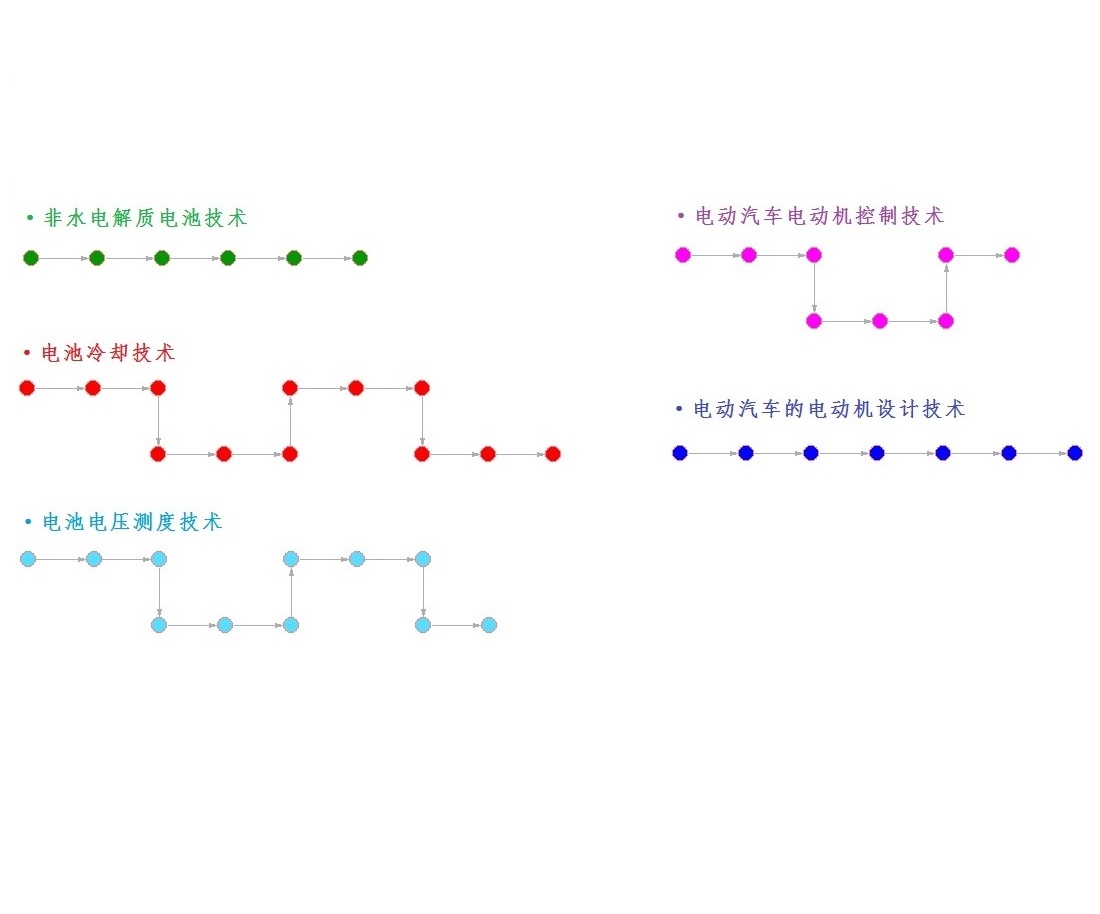 • 非水电解质电池技术
• 电池冷却技术
• 电池电压测度技术
• 电动汽车电动机控制技术
• 电动汽车的电动机设计技术